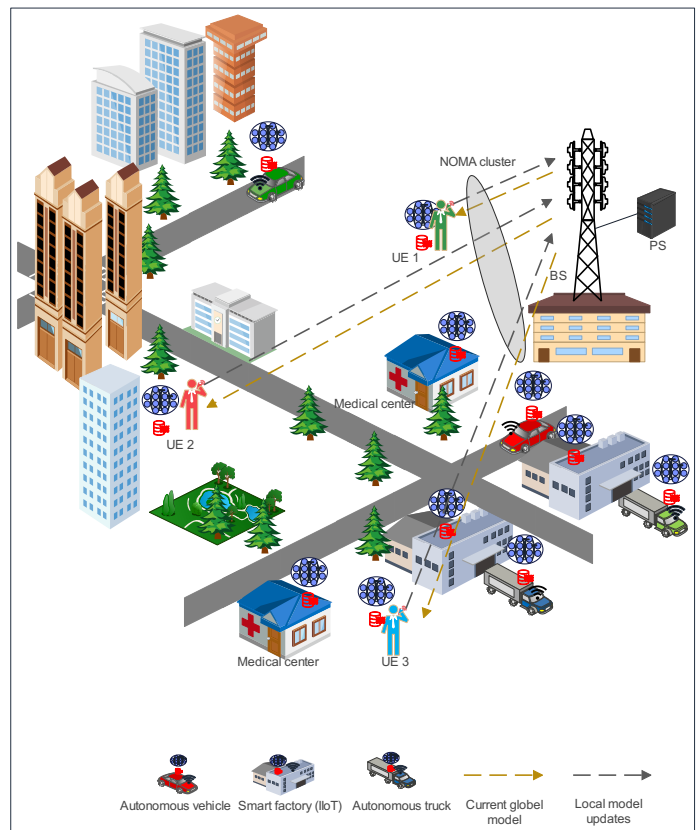 NOMA cluster
UE 1
PS
BS
Medical center
UE 2
Medical center
UE 3
Autonomous vehicle
Smart factory (IIoT)
Autonomous truck
Current globel
model
Local model
updates